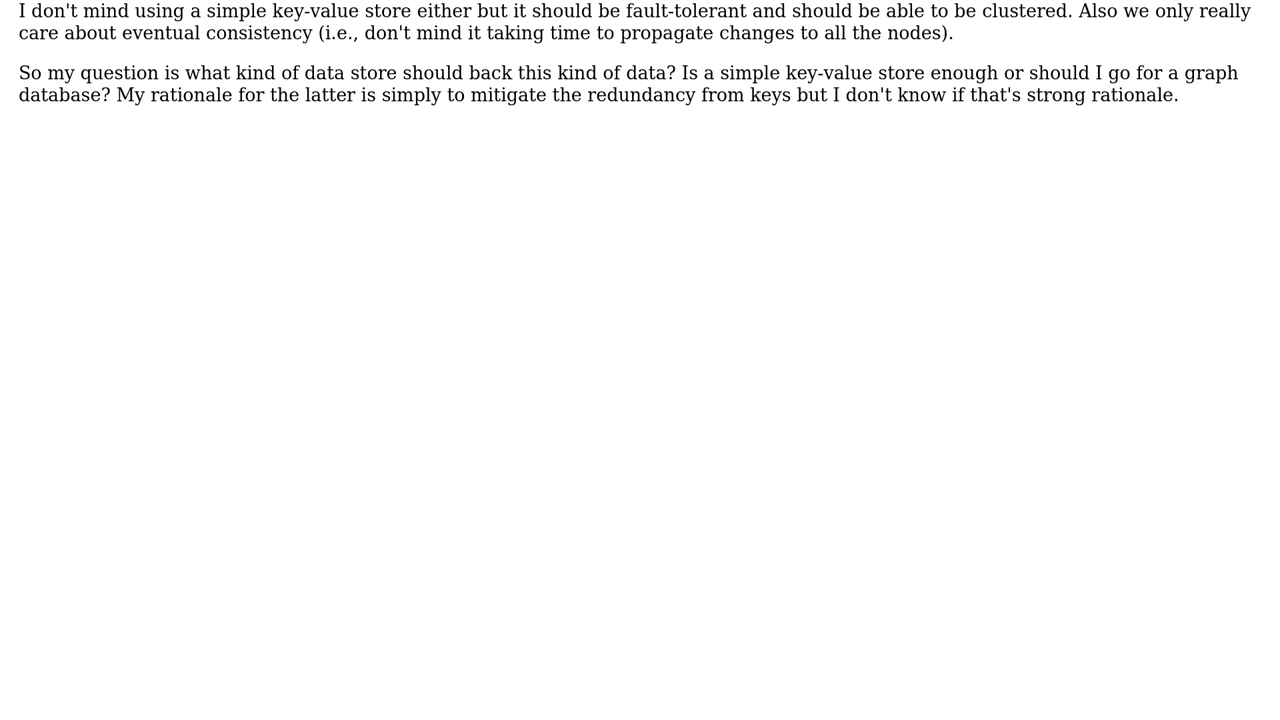 I don't mind using a simple key-value store either but it should be fault-tolerant and should be able to be clustered. Also we only really
care about eventual consistency (i.e., don't mind it taking time to propagate changes to all the nodes).
So my question is what kind of data store should back this kind of data? Is a simple key-value store enough or should I go for a graph
database? My rationale for the latter is simply to mitigate the redundancy from keys but I don't know if that's strong rationale.